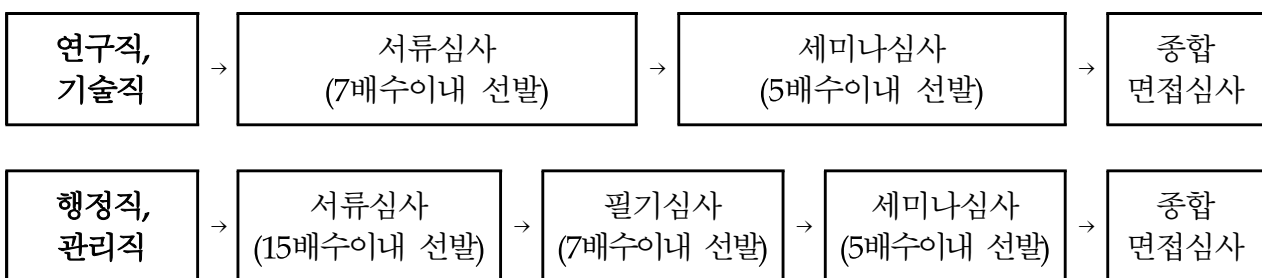 연구직,
기술직
→
서류심사
(7배수이내 선발)
→
세미나심사
(5배수이내 선발)
→
종합
면접심사
행정직,
관리직
→
서류심사
(15배수이내 선발)
→
필기심사
(7배수이내 선발)
→
세미나심사
(5배수이내 선발)
→
종합
면접심사